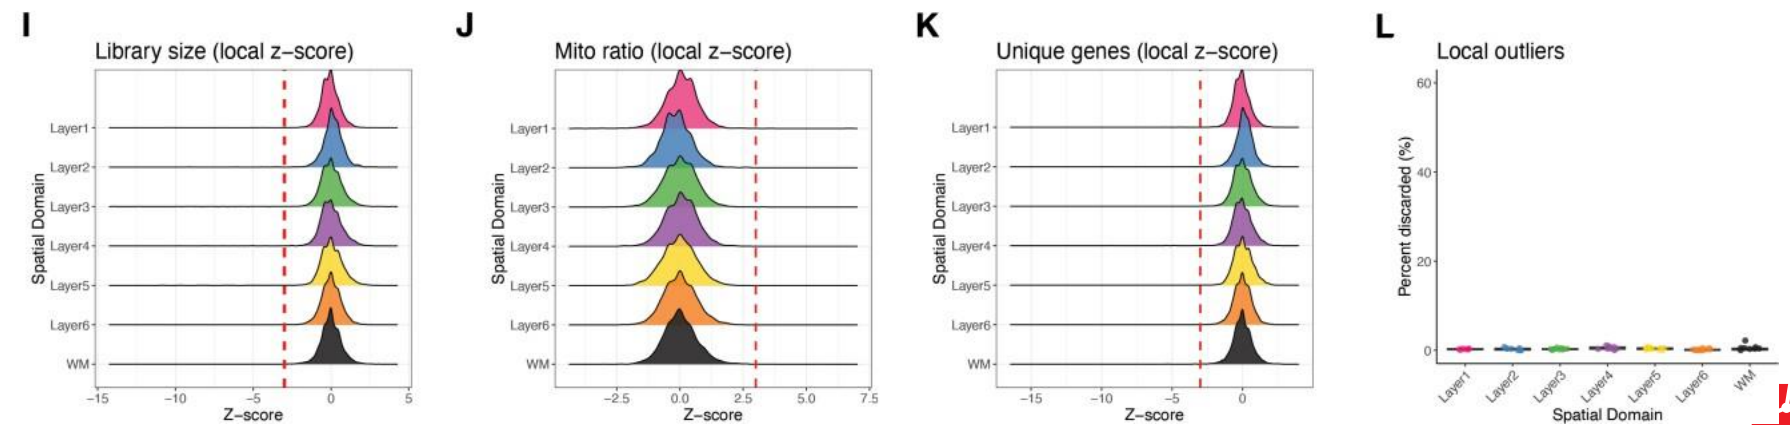 I
Library size (local z-score)
Spatial Domain
Layer1
Layer2
Layer3
Layer4
Layer5
Layer6
WM
-15
-10
-5
0
5
Z-score
J
Mito ratio (local z-score)
Spatial Domain
Layer1
Layer2
Layer3
Layer4
Layer5
Layer6
WM
-2.5
0.0
2.5
5.0
7.5
Z-score
K
Unique genes (local z-score)
Spatial Domain
Layer1
Layer2
Layer3
Layer4
Layer5
Layer6
WM
-15
-10
-5
0
Z-score
L
Local outliers
Percent discarded (%)
60
40
20
0
Layer1
Layer2
Layer3
Layer4
Layer5
Layer6
WM
Spatial Domain